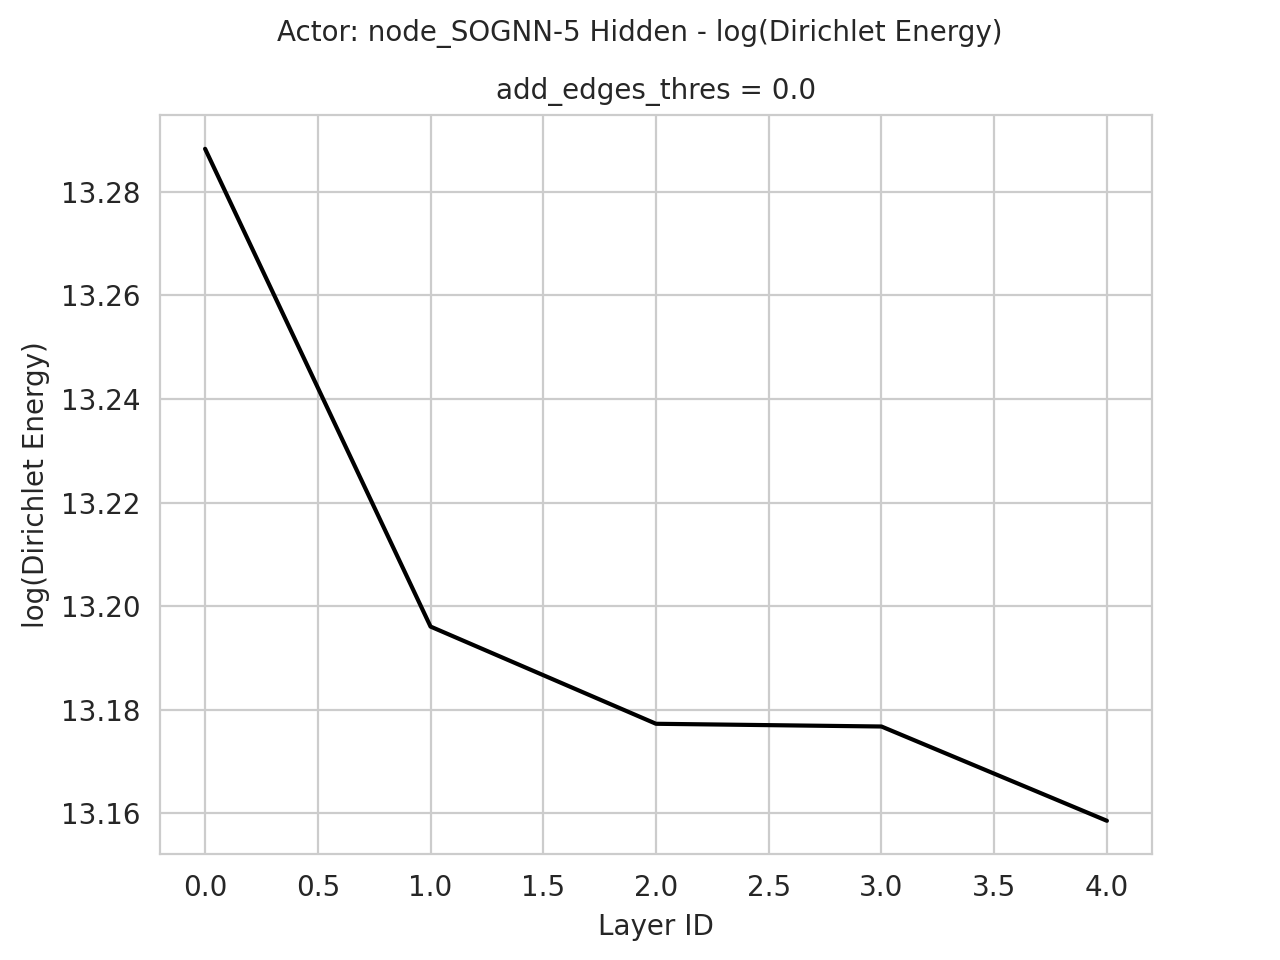 Actor: node_SOGNN-5 Hidden - log(Dirichlet Energy)
add_edges_thres = 0.0
log(Dirichlet Energy)
13.28
13.26
13.24
13.22
13.20
13.18
13.16
0.0 0.5 1.0 1.5 2.0 2.5 3.0 3.5 4.0
Layer ID